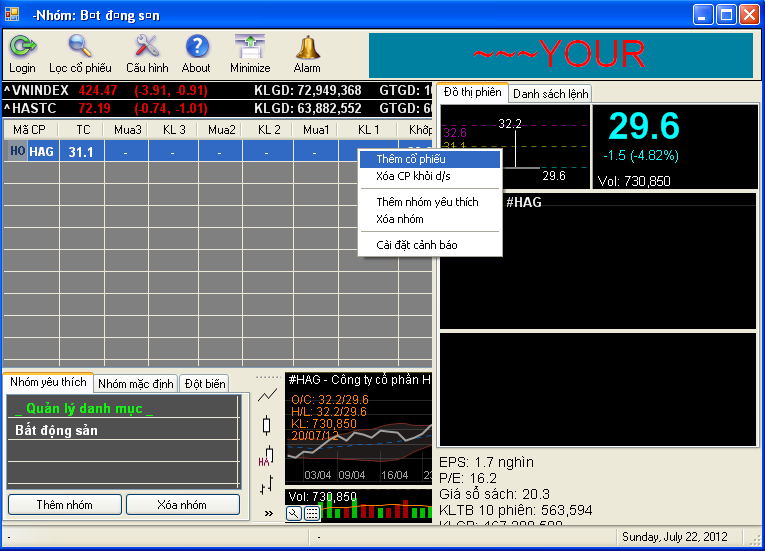 -Nhóm: B¤t đ¤ng s¤n
Login Lọc cổ phiếu Cấu hình About Minimize Alarm
~~~YOUR
^VNINDEX 424.47 (-3.91, -0.91) KLGD: 72,949,368 GTGD: 1
^HASTC 72.19 (-0.74, -1.01) KLGD: 63,882,552 GTGD: 6
Đồ thị phiên Danh sách lệnh
Mã CP TC Mua3 KL 3 Mua2 KL 2 Mua1 KL 1 Khớp
HO HAG 31.1 - - - - - -
Thêm cổ phiếu
Xóa CP khỏi d/s
Thêm nhóm yêu thích
Xóa nhóm
Cài đặt cảnh báo
32.2
32.6
31.1
29.6
29.6
-1.5 (-4.82%)
Vol: 730,850
#HAG
Nhóm yêu thích Nhóm mặc định Đột biến
_ Quản lý danh mục _
Bất động sản
Thêm nhóm Xóa nhóm
HA
»
#HAG - Công ty cổ phần H
O/C: 32.2/29.6
H/L: 32.2/29.6
KL: 730,850
20/07/12
03/04 09/04 16/04 23
Vol: 730,850
EPS: 1.7 nghìn
P/E: 16.2
Giá sổ sách: 20.3
KLTB 10 phiên: 563,594
- - Sunday, July 22, 2012